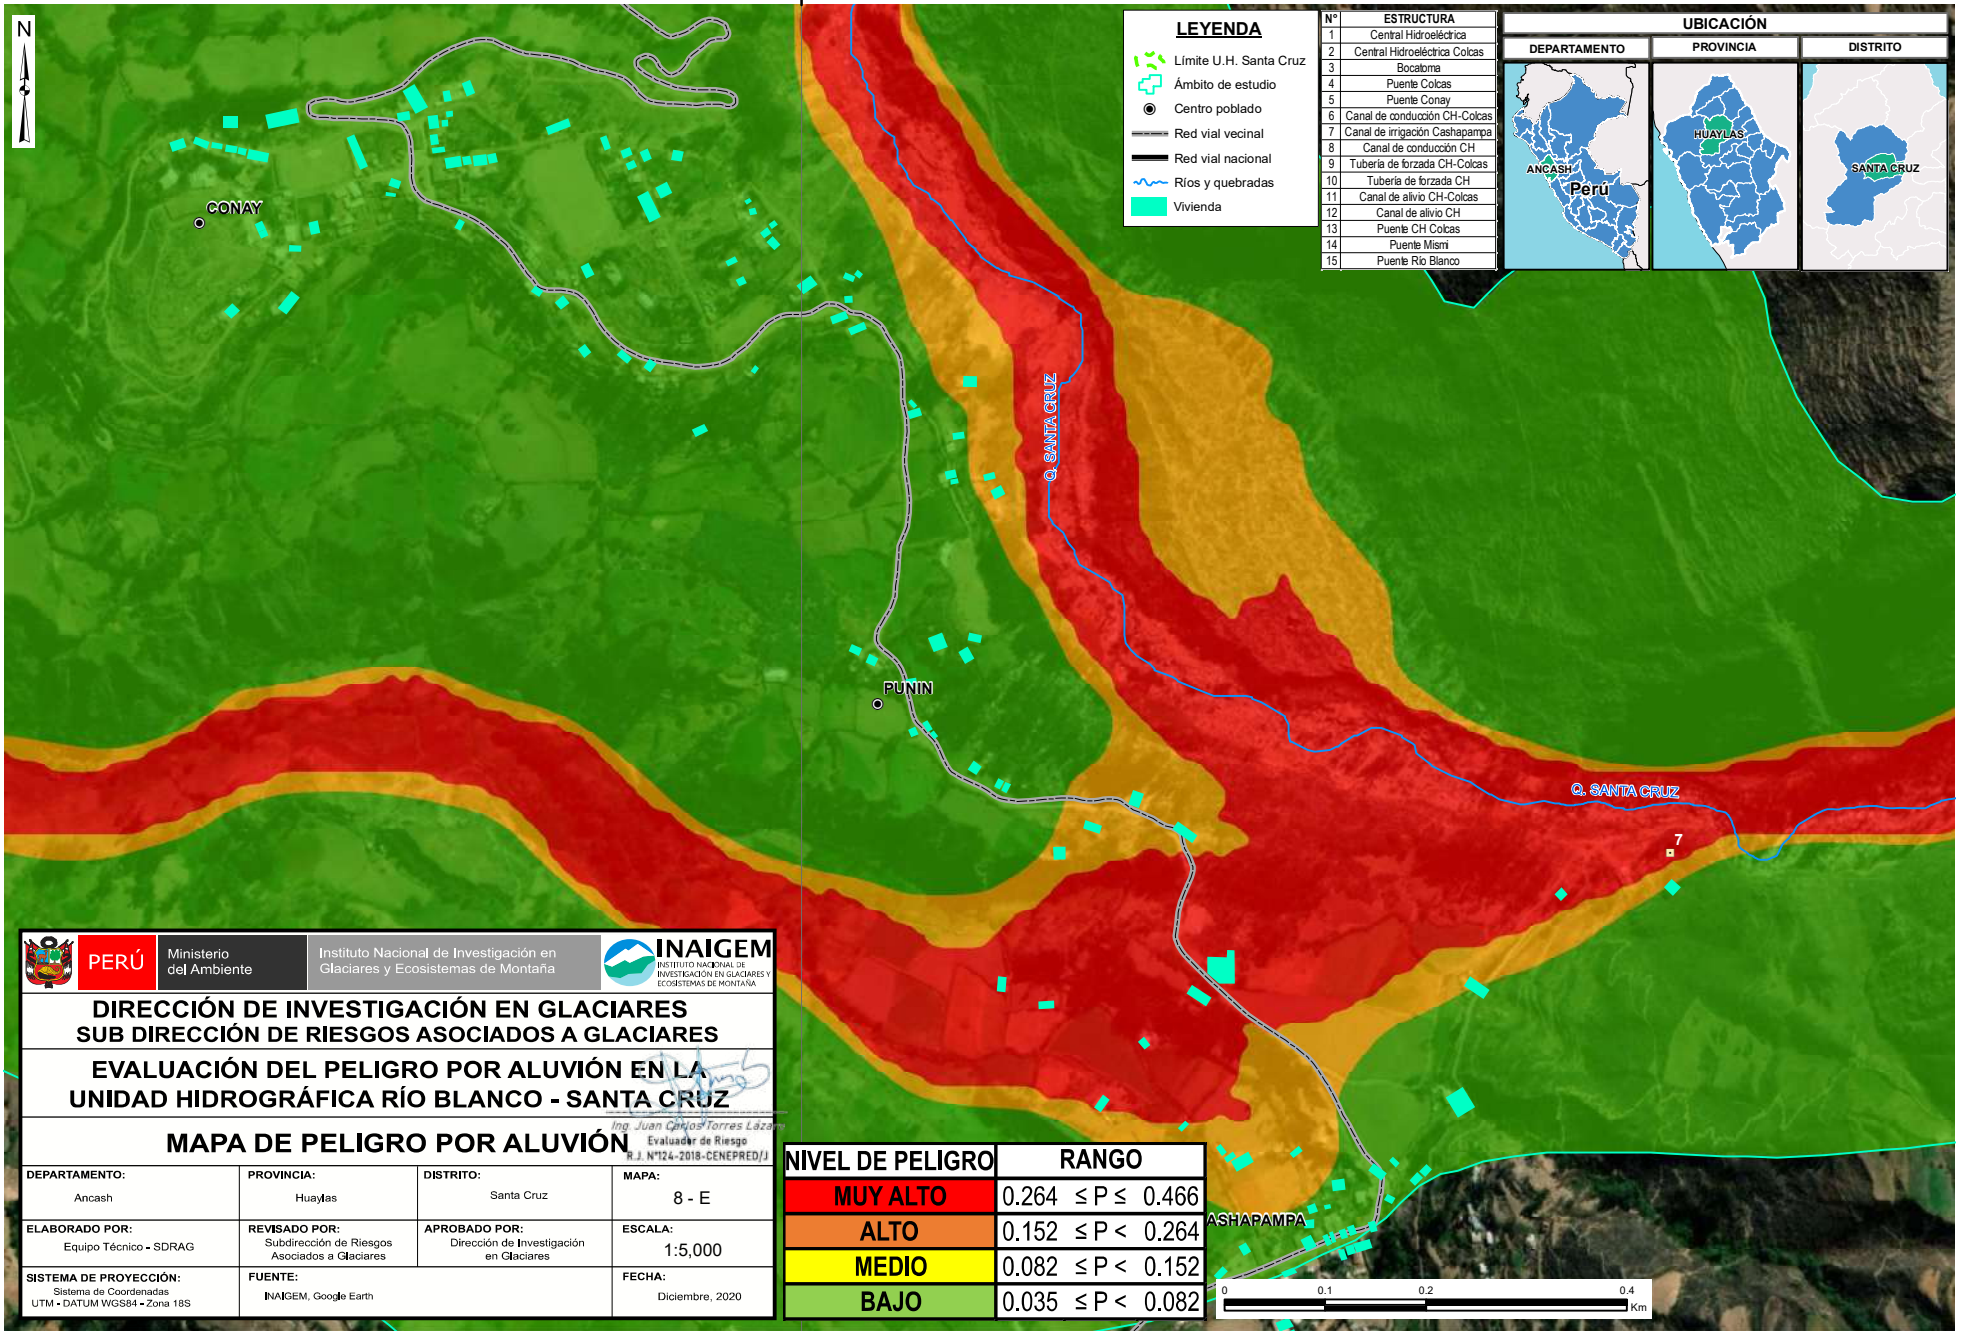 N
CONAY
PUNIN
ASHAPAMPA
Q. SANTA CRUZ
Q. SANTA CRUZ
7
LEYENDA
Límite U.H. Santa Cruz
Ámbito de estudio
Centro poblado
Red vial vecinal
Red vial nacional
Ríos y quebradas
Vivienda
N° ESTRUCTURA
1 Central Hidroeléctrica
2 Central Hidroeléctrica Colcas
3 Bocatoma
4 Puente Colcas
5 Puente Conay
6 Canal de conducción CH-Colcas
7 Canal de irrigación Cashapampa
8 Canal de conducción CH
9 Tubería de forzada CH-Colcas
10 Tubería de forzada CH
11 Canal de alivio CH-Colcas
12 Canal de alivio CH
13 Puente CH Colcas
14 Puente Mismi
15 Puente Río Blanco
UBICACIÓN
DEPARTAMENTO PROVINCIA DISTRITO
ANCASH
Perú
HUAYLAS
SANTA CRUZ
PERÚ
Ministerio
del Ambiente
Instituto Nacional de Investigación en
Glaciares y Ecosistemas de Montaña
INAIGEM
INSTITUTO NACIONAL DE
INVESTIGACIÓN EN GLACIARES Y
ECOSISTEMAS DE MONTAÑA
DIRECCIÓN DE INVESTIGACIÓN EN GLACIARES
SUB DIRECCIÓN DE RIESGOS ASOCIADOS A GLACIARES
EVALUACIÓN DEL PELIGRO POR ALUVIÓN EN LA
UNIDAD HIDROGRÁFICA RÍO BLANCO - SANTA CRUZ
MAPA DE PELIGRO POR ALUVIÓN
Ing. Juan Carlos Torres Lázaro
Evaluador de Riesgo
R.J. N°124-2018-CENEPRED/J
DEPARTAMENTO:
Ancash
PROVINCIA:
Huaylas
DISTRITO:
Santa Cruz
MAPA:
8 - E
ELABORADO POR:
Equipo Técnico - SDRAG
REVISADO POR:
Subdirección de Riesgos
Asociados a Glaciares
APROBADO POR:
Dirección de Investigación
en Glaciares
ESCALA:
1:5,000
SISTEMA DE PROYECCIÓN:
Sistema de Coordenadas
UTM - DATUM WGS84 - Zona 18S
FUENTE:
INAIGEM, Google Earth
FECHA:
Diciembre, 2020
NIVEL DE PELIGRO RANGO
MUY ALTO 0.264 ≤ P ≤ 0.466
ALTO 0.152 ≤ P < 0.264
MEDIO 0.082 ≤ P < 0.152
BAJO 0.035 ≤ P < 0.082
0 0.1 0.2 0.4
Km